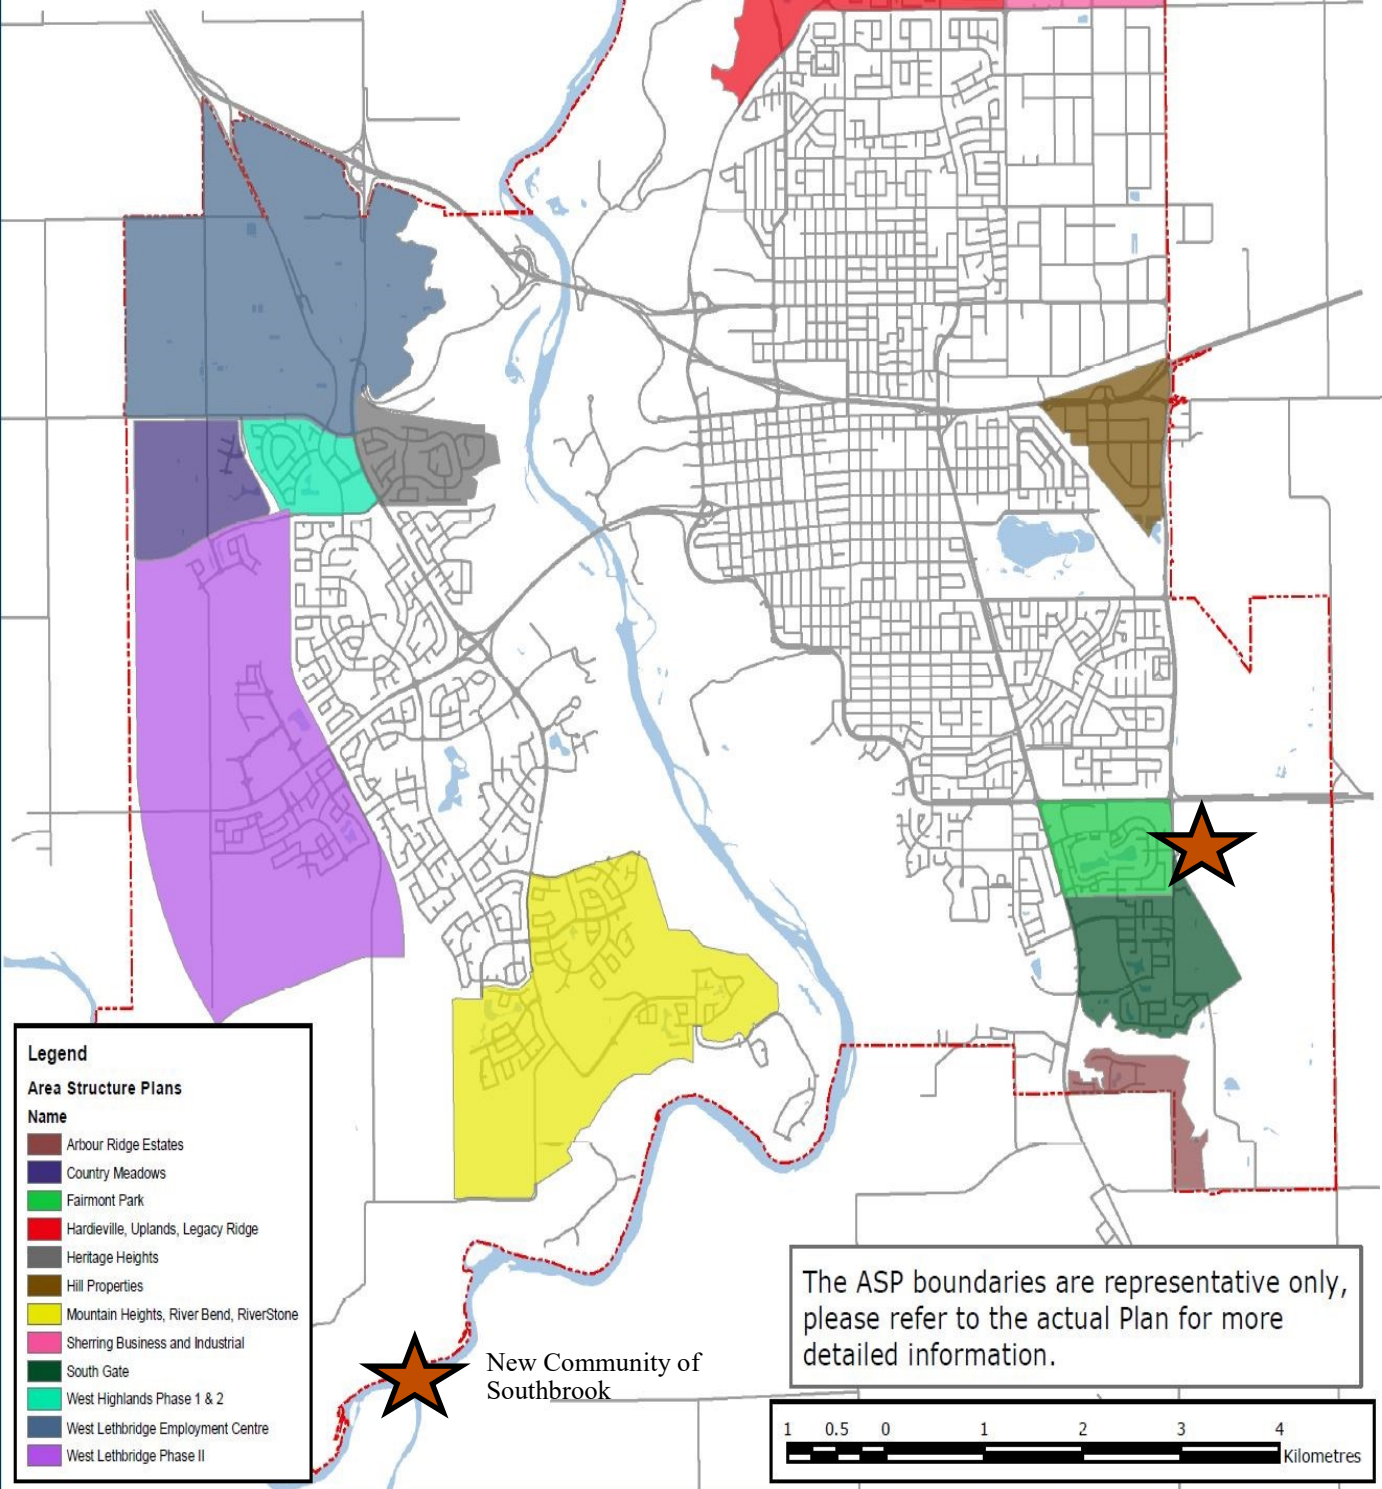 Legend
Area Structure Plans
Name
Arbour Ridge Estates
Country Meadows
Fairmont Park
Hardieville, Uplands, Legacy Ridge
Heritage Heights
Hill Properties
Mountain Heights, River Bend, RiverStone
Sherring Business and Industrial
South Gate
West Highlands Phase 1 & 2
West Lethbridge Employment Centre
West Lethbridge Phase II
New Community of
Southbrook
The ASP boundaries are representative only,
please refer to the actual Plan for more
detailed information.
1 0.5 0 1 2 3 4
Kilometres